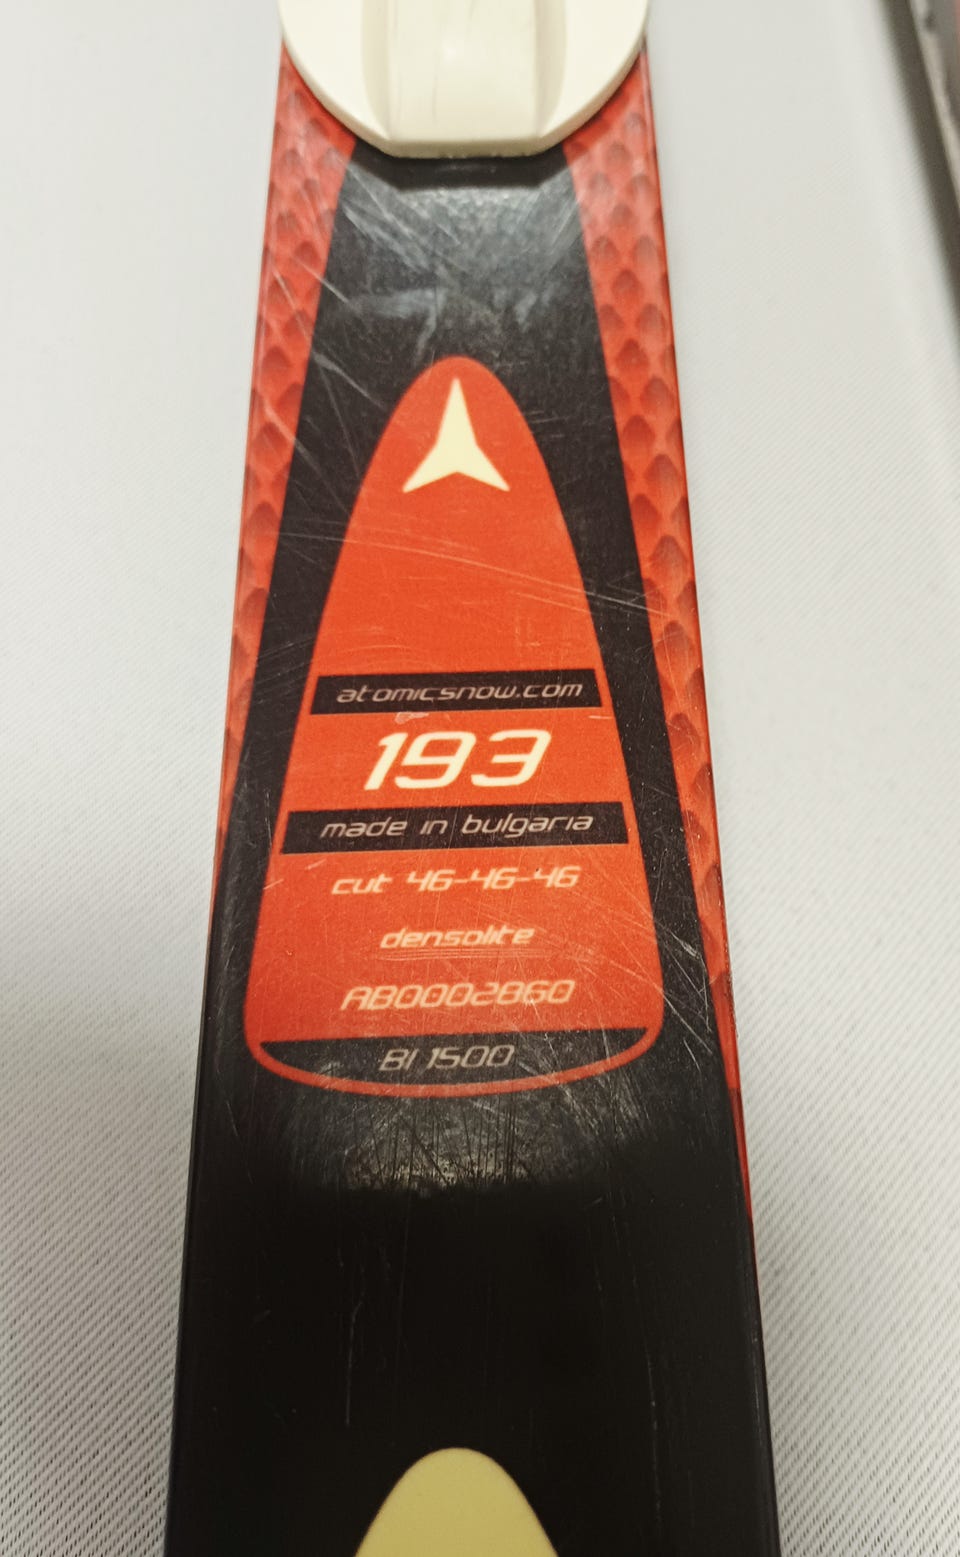 atomicsnow.com
193
made in bulgaria
cut 46-46-46
densolite
AB0002860
BI 1500